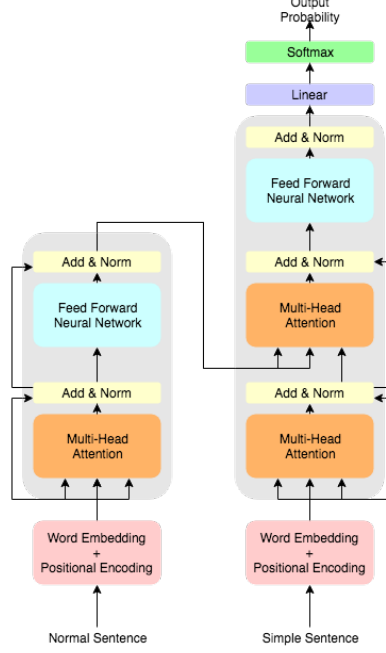 Output
Probability
Softmax
Linear
Add & Norm
Feed Forward
Neural Network
Add & Norm
Multi-Head
Attention
Add & Norm
Multi-Head
Attention
Word Embedding
+
Positional Encoding
Simple Sentence
Add & Norm
Feed Forward
Neural Network
Add & Norm
Multi-Head
Attention
Word Embedding
+
Positional Encoding
Normal Sentence